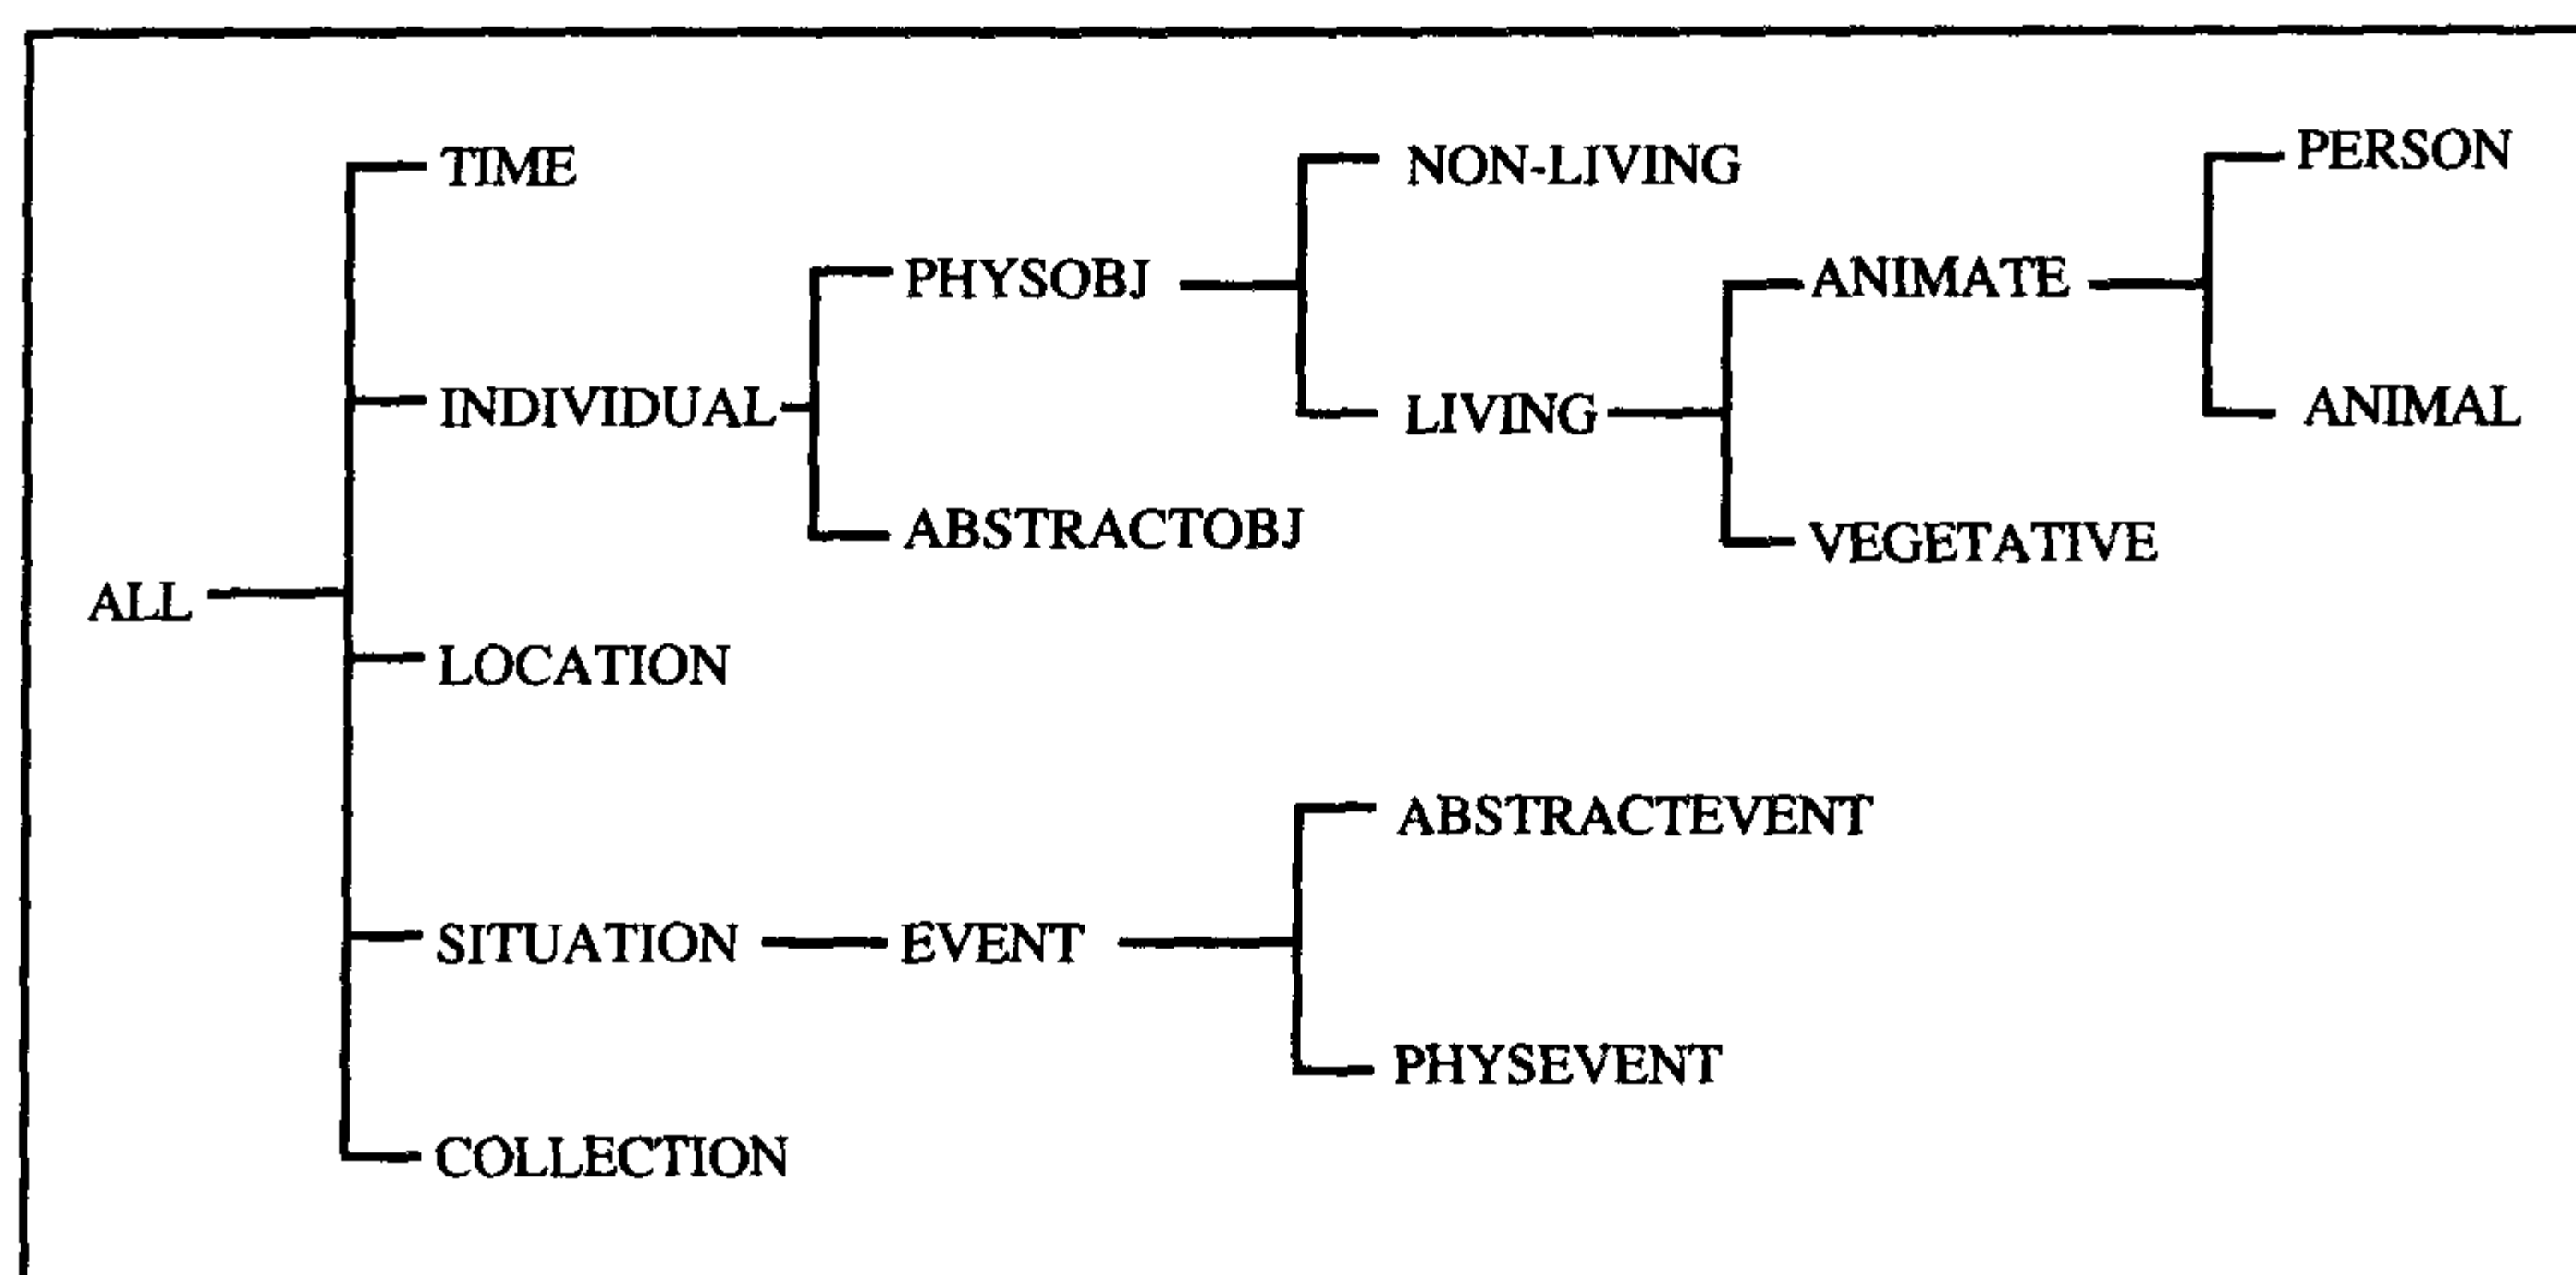 TIME
INDIVIDUAL
PHYSOBJ
ABSTRACTOBJ
NON-LIVING
LIVING
ANIMATE
VEGETATIVE
PERSON
ANIMAL
ALL
LOCATION
SITUATION
EVENT
ABSTRACTEVENT
PHYSEVENT
COLLECTION